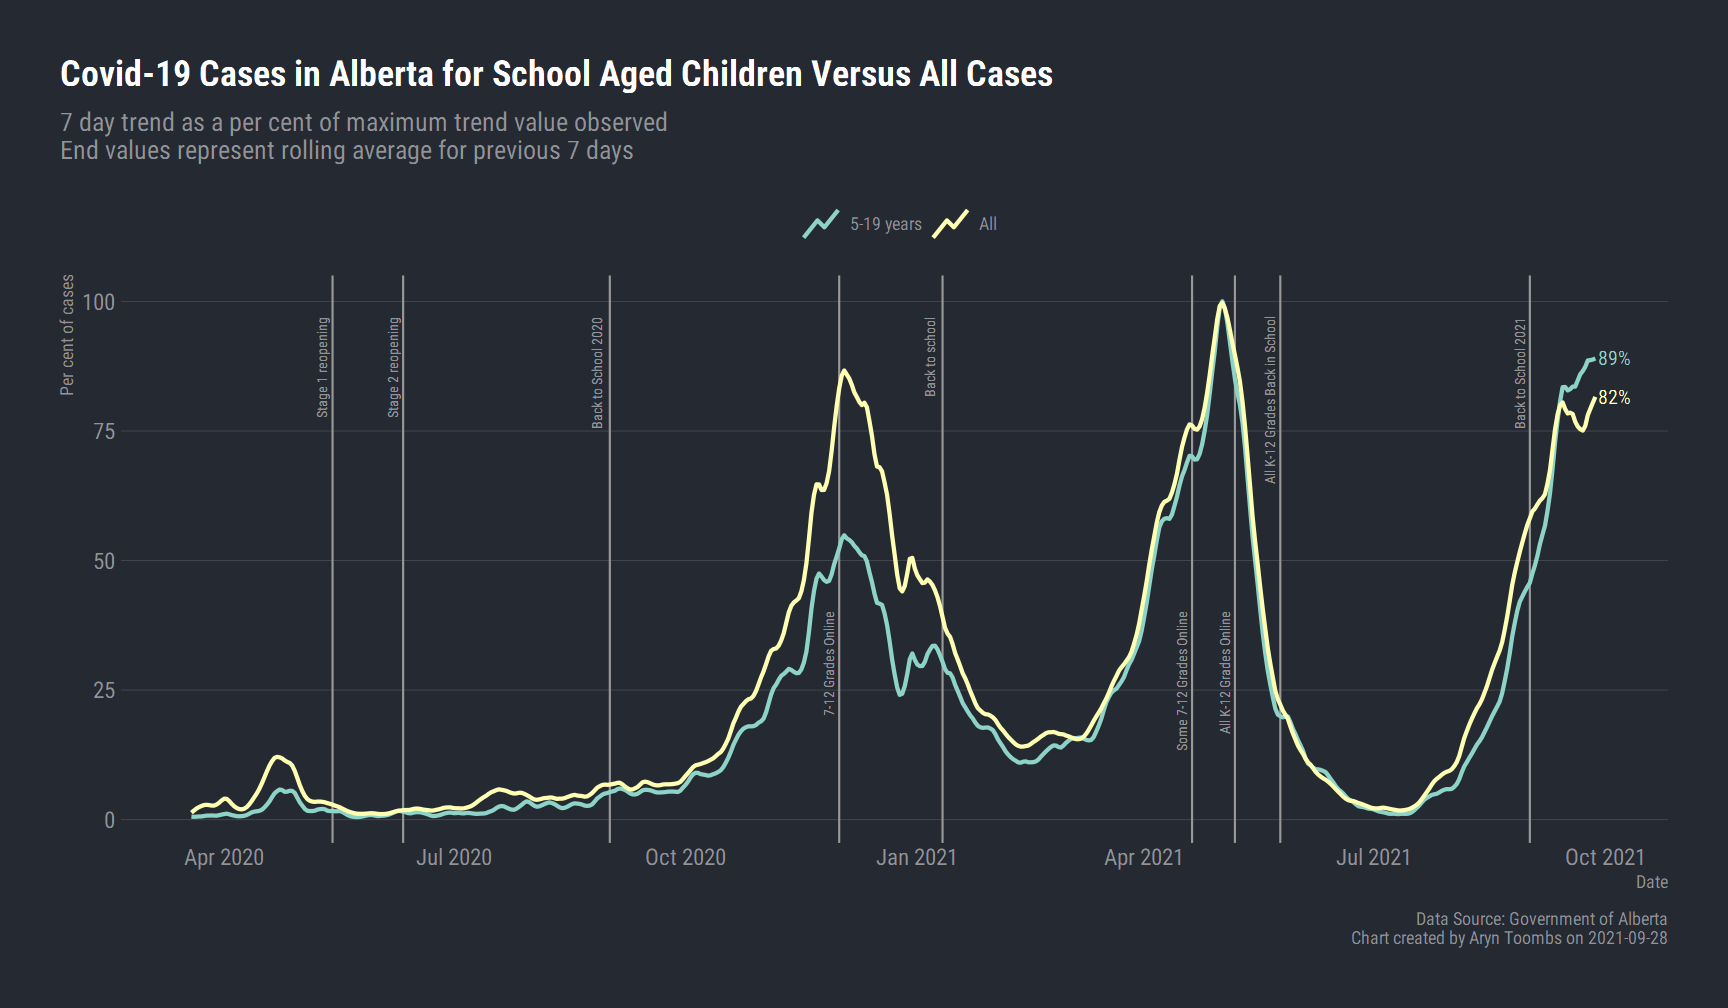 Covid-19 Cases in Alberta for School Aged Children Versus All Cases
7 day trend as a per cent of maximum trend value observed
End values represent rolling average for previous 7 days
5-19 years
All
Per cent of cases
100
75
50
25
0
Stage 1 reopening
Stage 2 reopening
Back to School 2020
7-12 Grades Online
Back to school
Some 7-12 Grades Online
All K-12 Grades Online
All K-12 Grades Back in School
Back to School 2021
89%
82%
Apr 2020
Jul 2020
Oct 2020
Jan 2021
Apr 2021
Jul 2021
Oct 2021
Date
Data Source: Government of Alberta
Chart created by Aryn Toombs on 2021-09-28